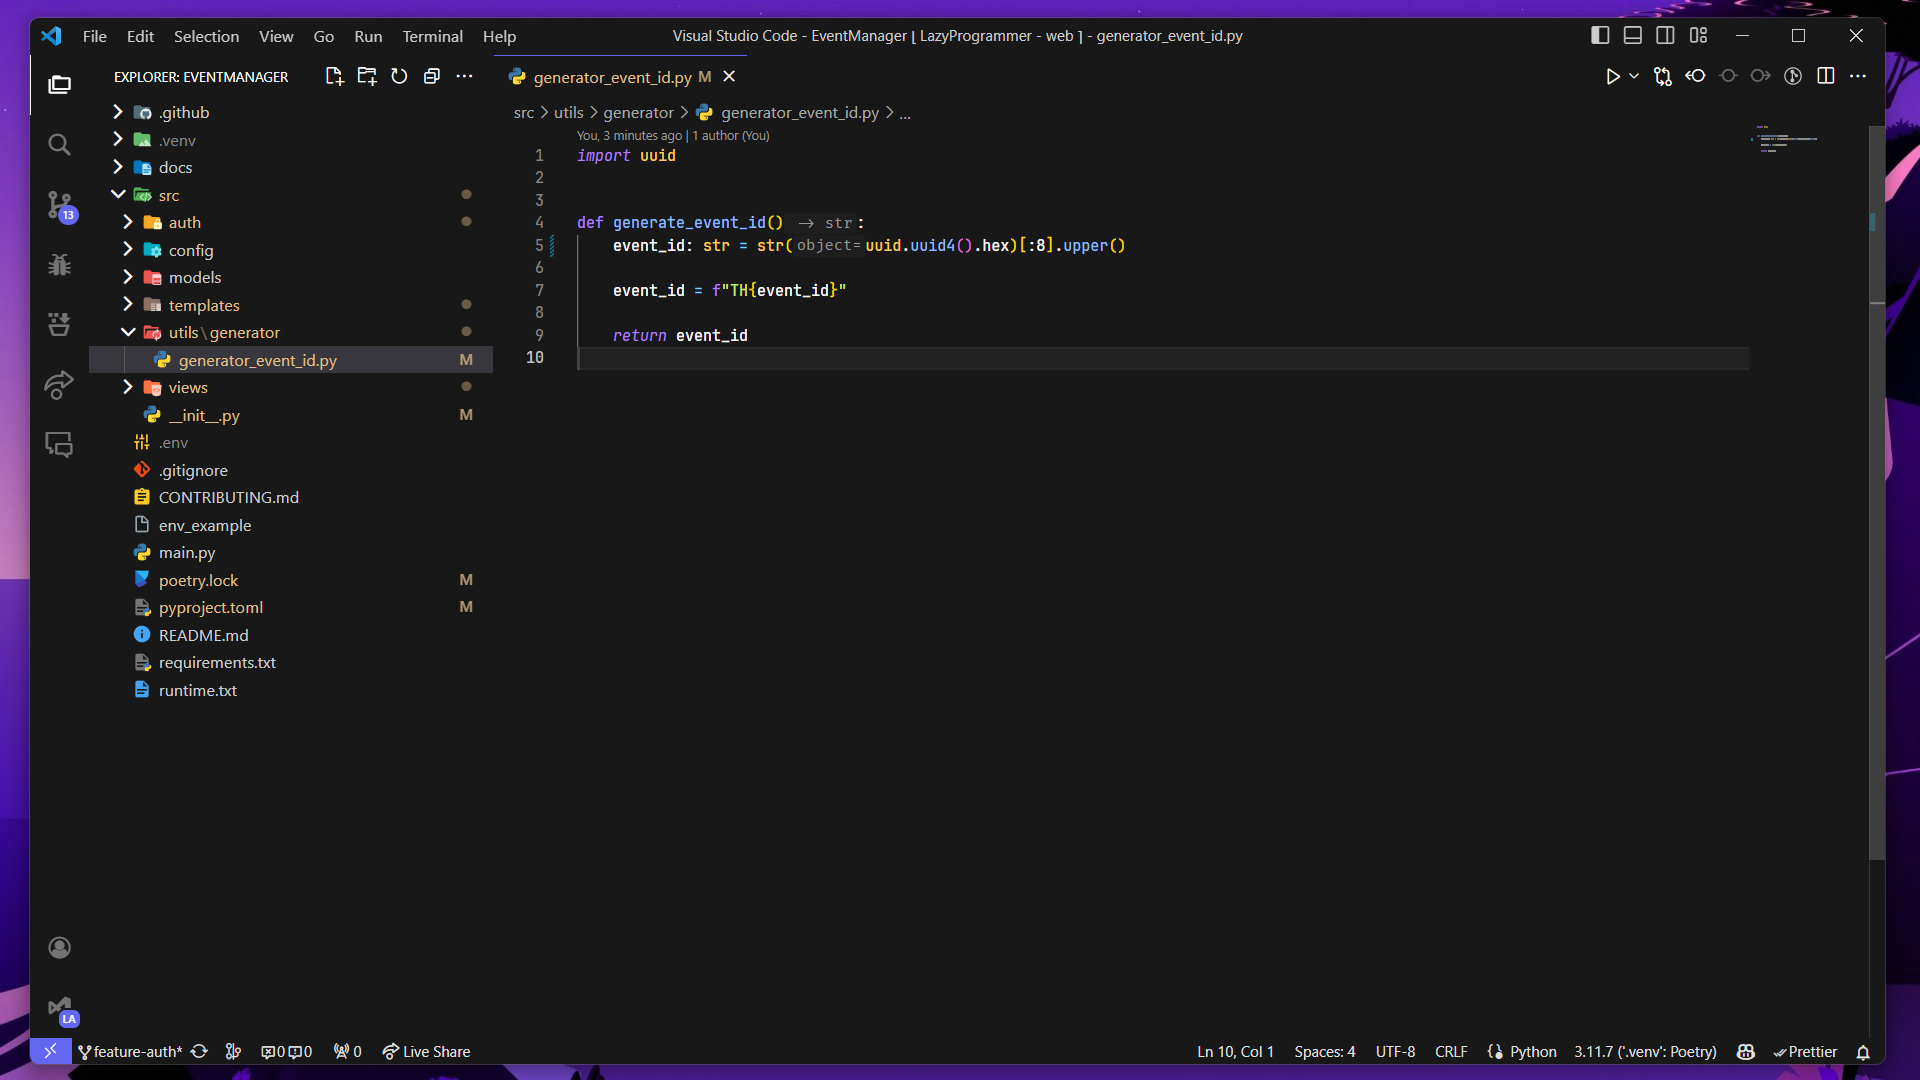 File Edit Selection View Go Run Terminal Help
Visual Studio Code - EventManager ⌊ LazyProgrammer - web ⌉ - generator_event_id.py
EXPLORER: EVENTMANAGER
.github
.venv
docs
src
auth
config
models
templates
utils\generator
generator_event_id.py M
views
__init__.py M
.env
.gitignore
CONTRIBUTING.md
env_example
main.py
poetry.lock M
pyproject.toml M
README.md
requirements.txt
runtime.txt
13
LA
generator_event_id.py M
src > utils > generator > generator_event_id.py > ...
You, 3 minutes ago | 1 author (You)
1 import uuid
2
3
4 def generate_event_id() -> str:
5 event_id: str = str(object=uuid.uuid4().hex)[:8].upper()
6
7 event_id = f"TH{event_id}"
8
9 return event_id
10
feature-auth* 0 0 0 Live Share
Ln 10, Col 1 Spaces: 4 UTF-8 CRLF Python 3.11.7 ('.venv': Poetry) Prettier